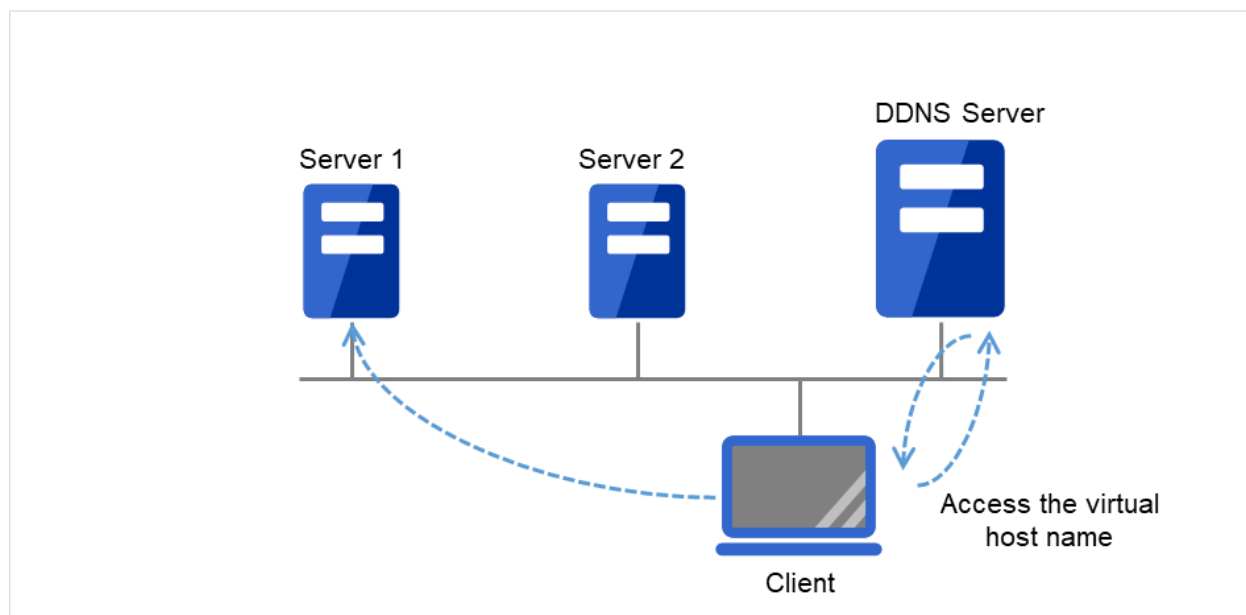 DDNS Server
Server 1
Server 2
Access the virtual
host name
Client